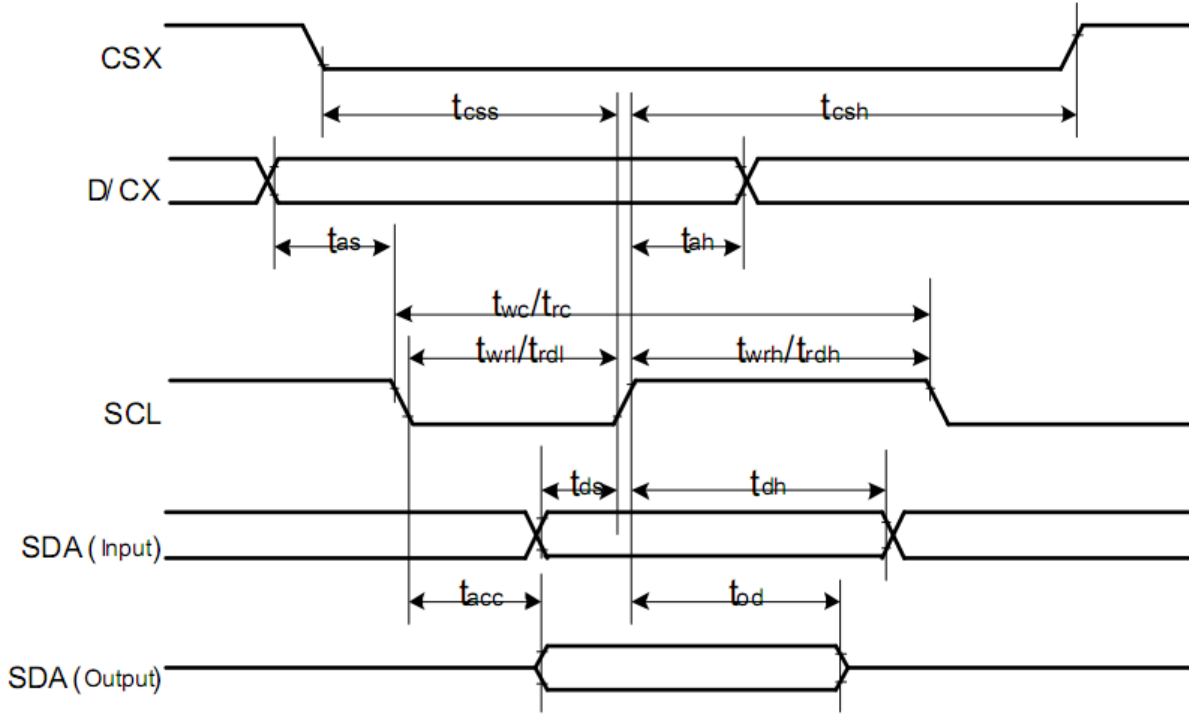 CSX
tcss
tcsh
D/CX
tas
tah
twc/trc
twrl/trdl
twrh/trdh
SCL
tds
tdh
SDA(Input)
tacc
tod
SDA(Output)